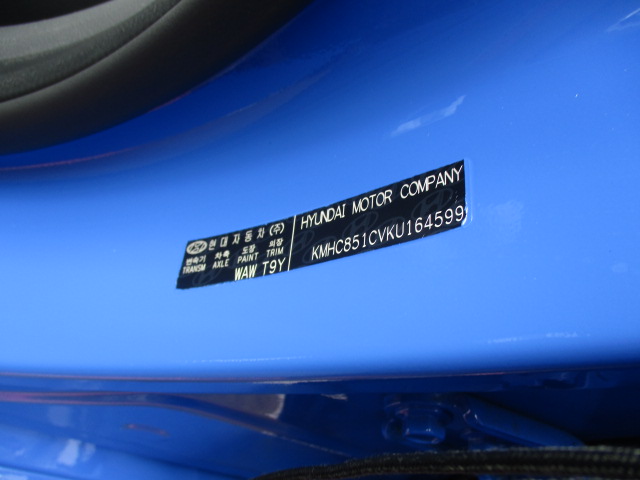 현대자동차(주)
변속기 차축 도장 의장
TRANSM AXLE PAINT TRIM
WAW T9Y
HYUNDAI MOTOR COMPANY
KMHC851CVKU164599